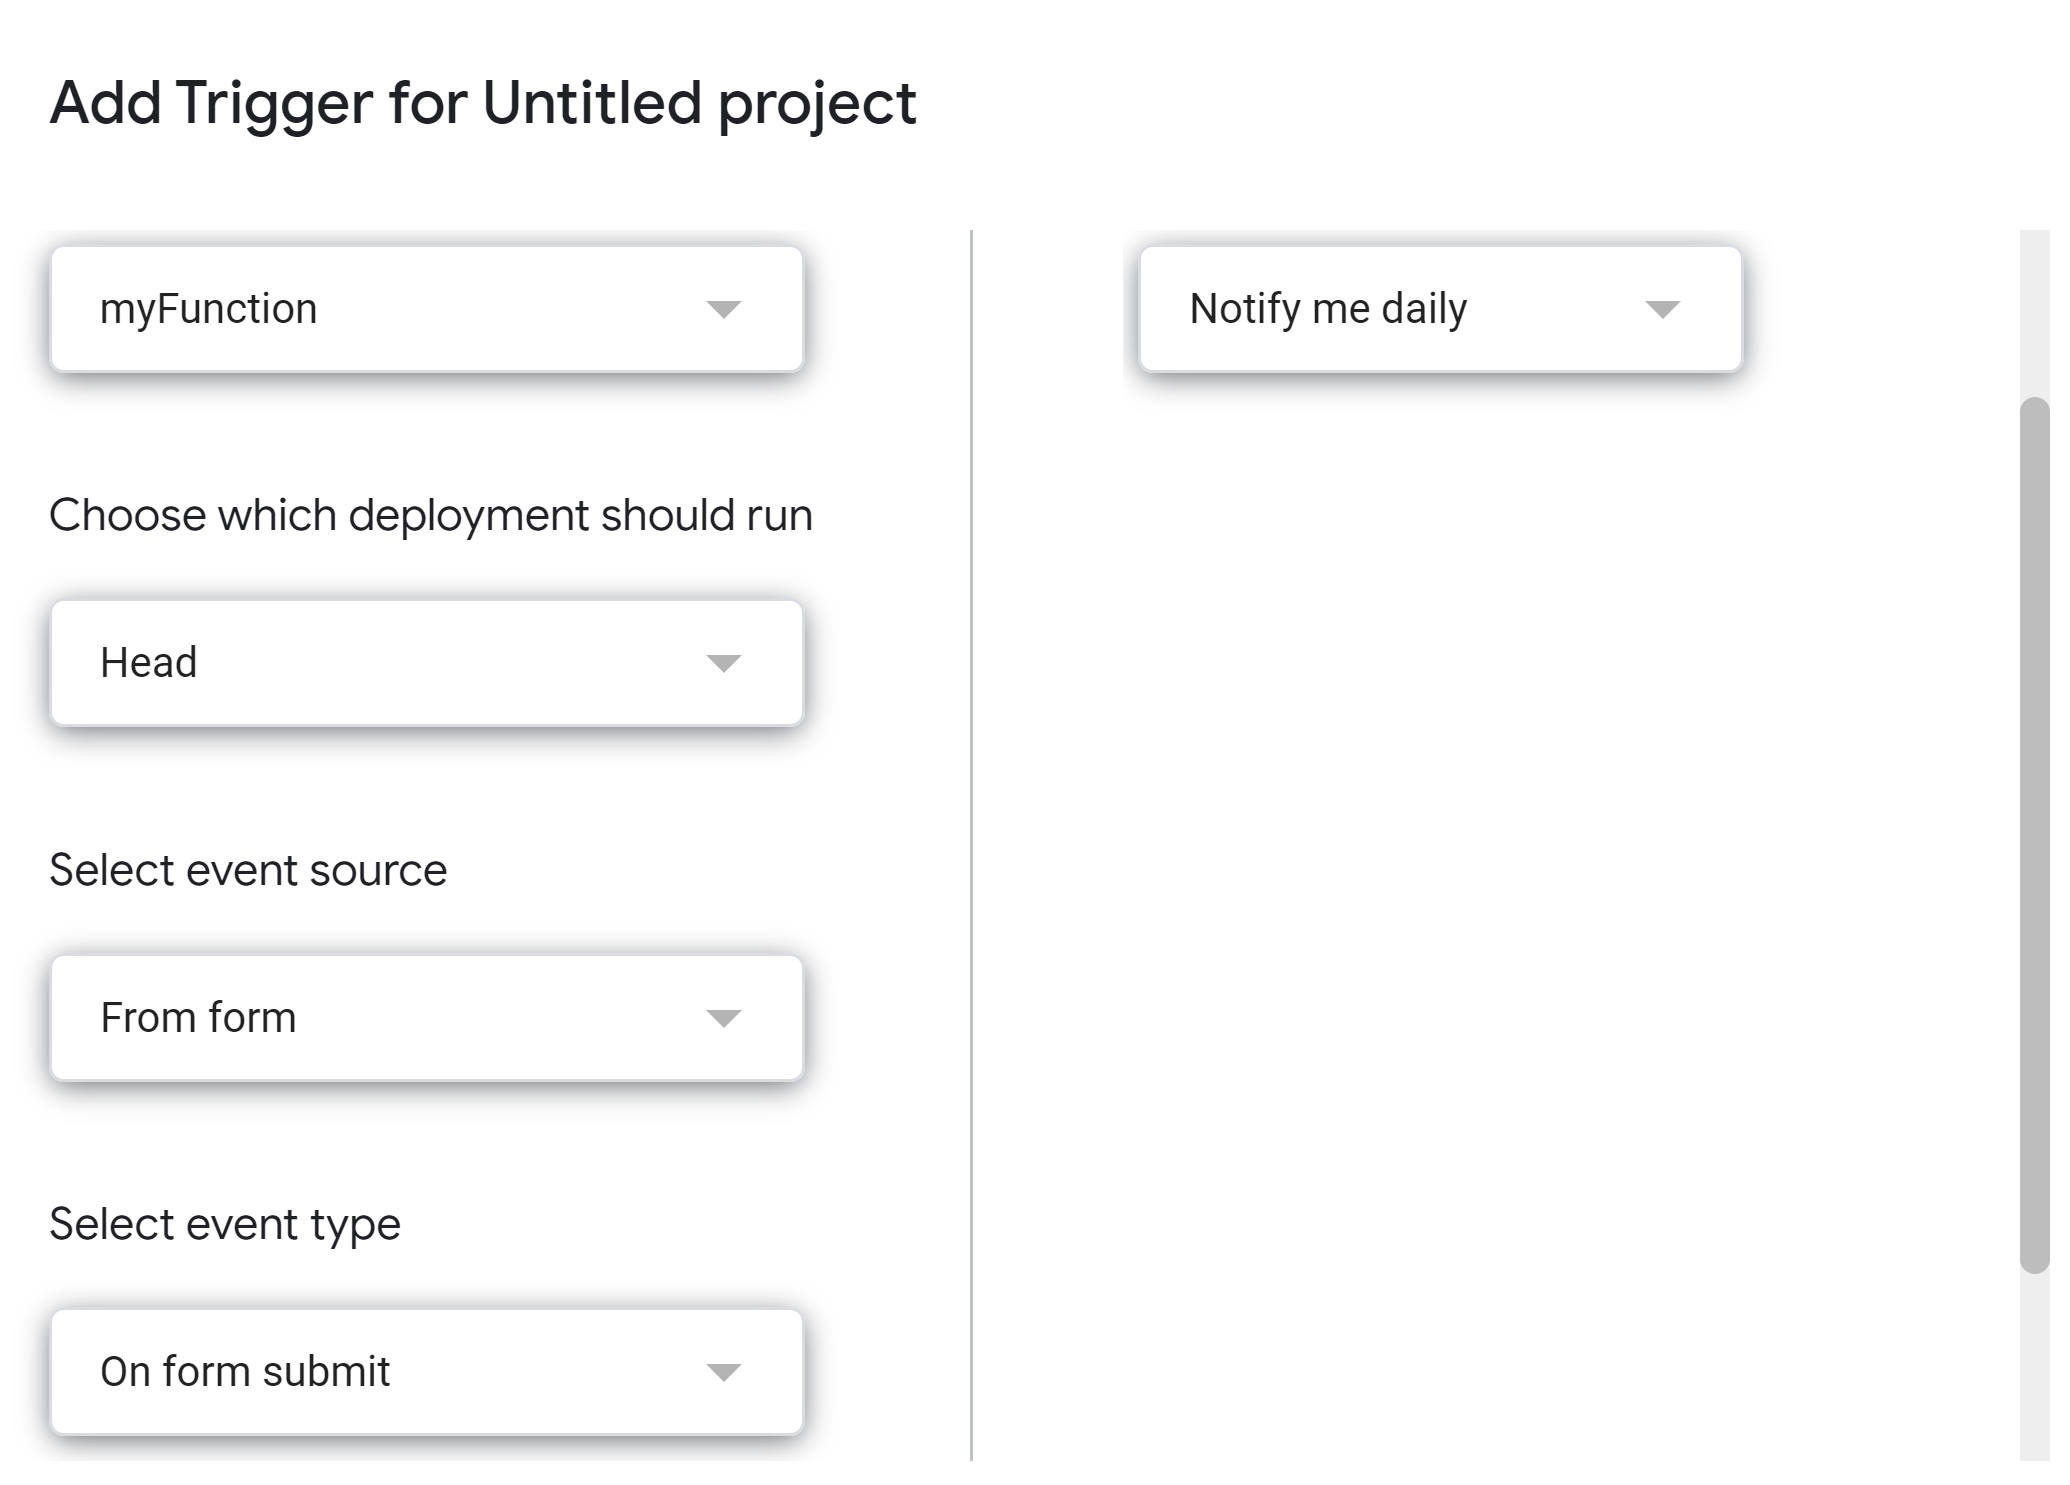 Add Trigger for Untitled project
myFunction
Choose which deployment should run
Head
Select event source
From form
Select event type
On form submit
Notify me daily